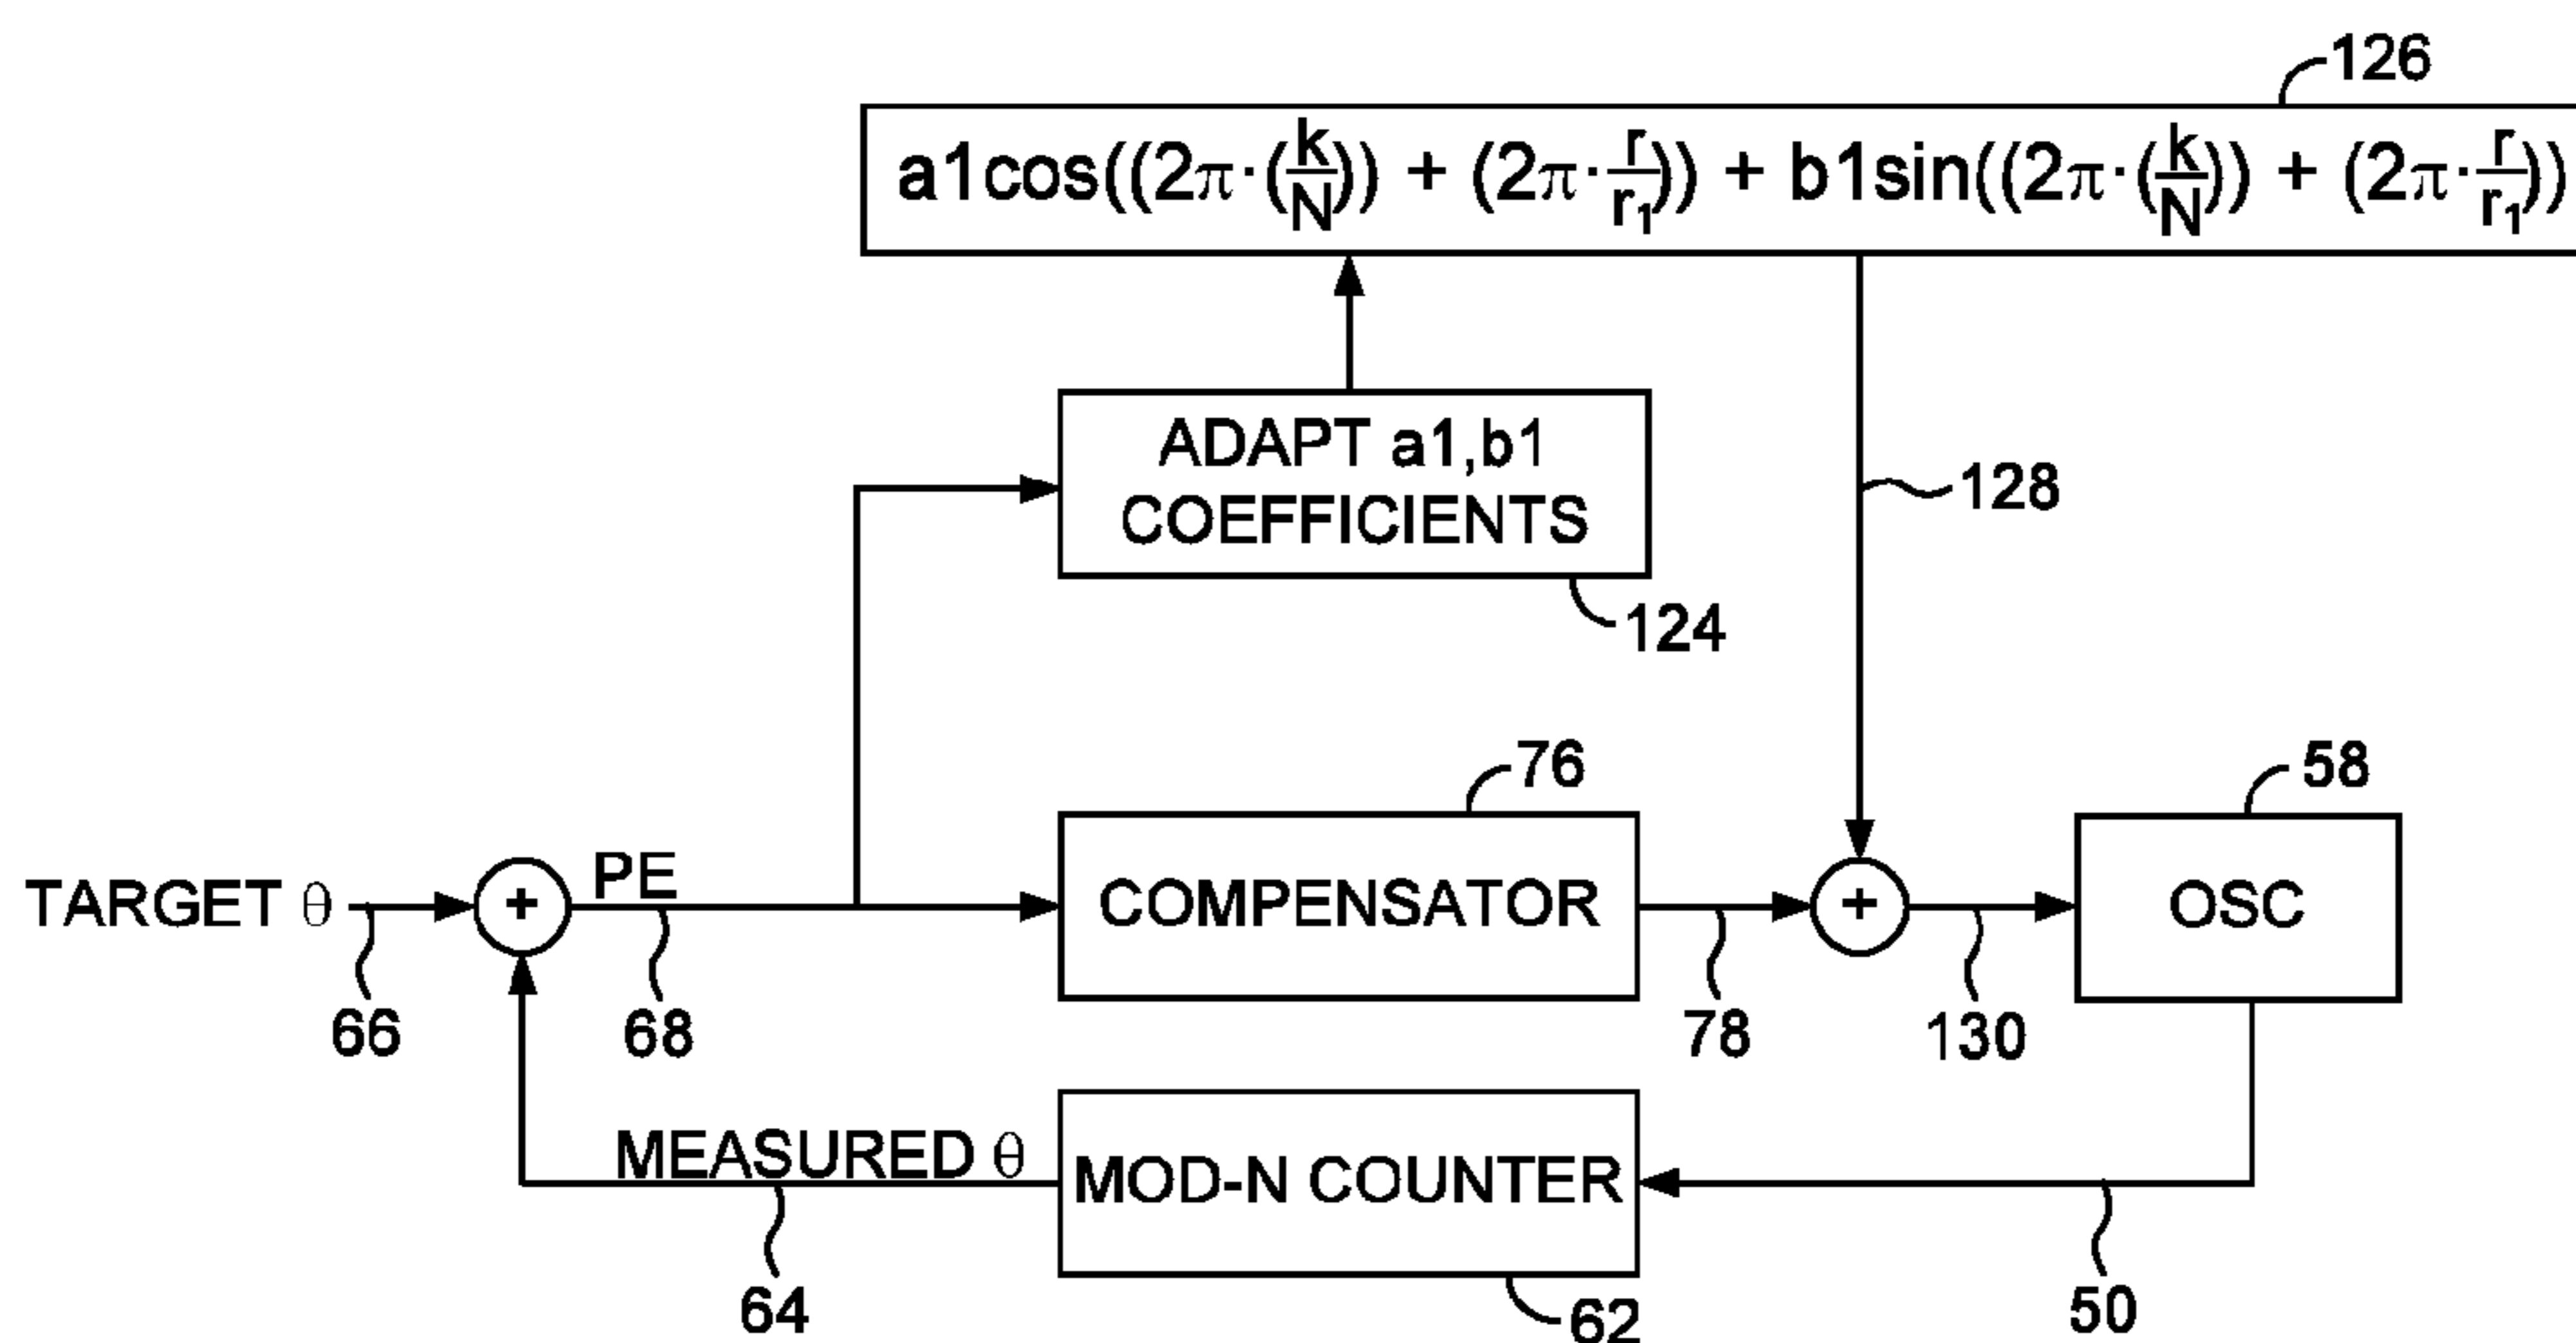 126
a1cos((2π·(k/N)) + (2π·r/r₁)) + b1sin((2π·(k/N)) + (2π·r/r₁))
ADAPT a1,b1
COEFFICIENTS
128
124
76
58
TARGET θ
+
PE
COMPENSATOR
+
OSC
66
68
78
130
MEASURED θ
MOD-N COUNTER
64
62
50